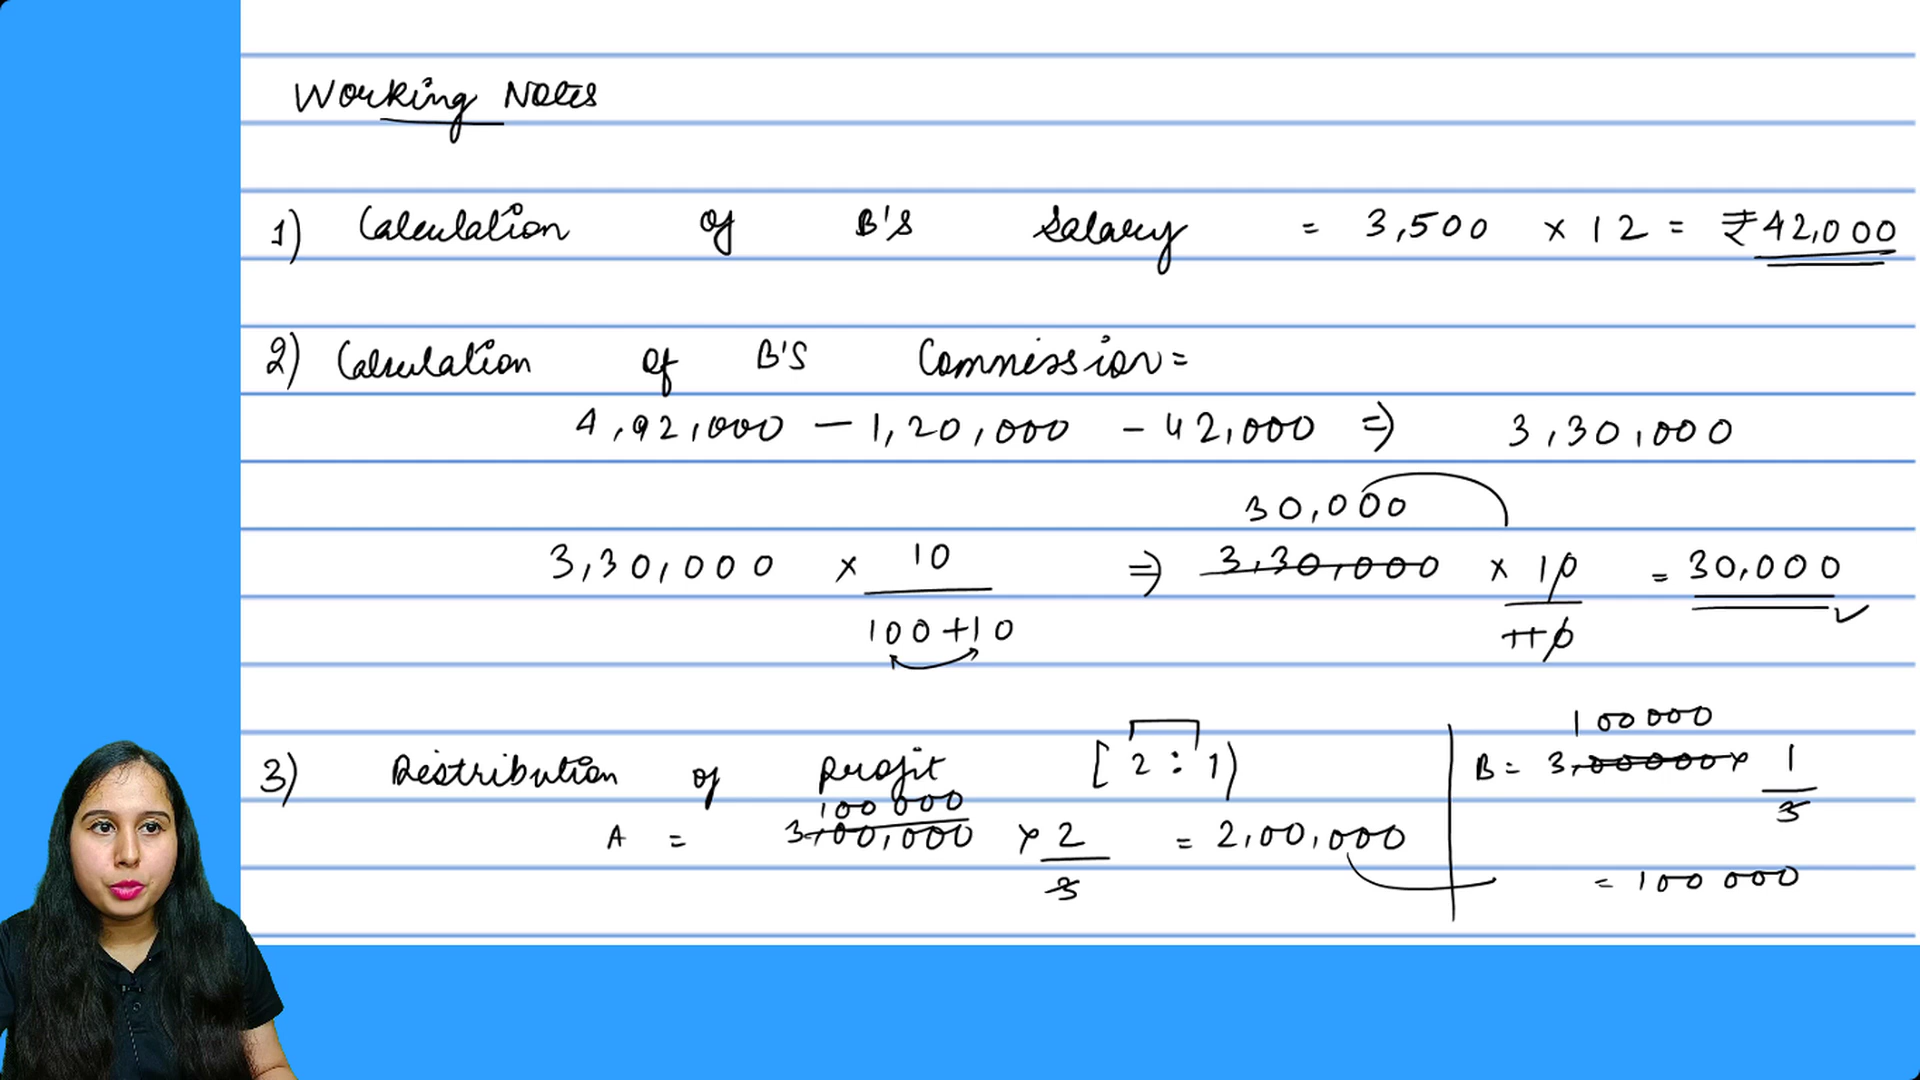 Working Notes
1) Calculation of B's Salary = 3,500 × 12 = ₹42,000
2) Calculation of B's Commission =
4,92,000 - 1,20,000 - 42,000 ⇒ 3,30,000
30,000
3,30,000 × 10/100+10 ⇒ 3,30,000 × 10/110 = 30,000 ✓
100000
3) Distribution of profit [2:1) B = 3,00000 × 1/3
100 000
A = 3,00,000 × 2/3 = 2,00,000
= 100 000